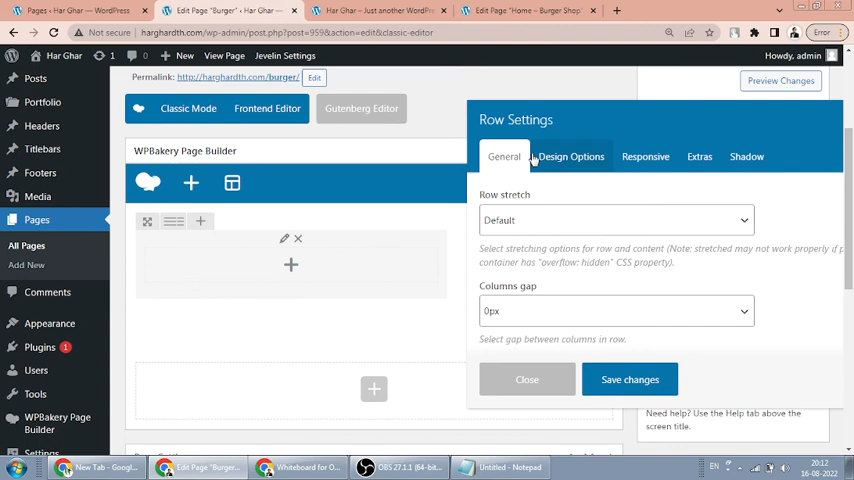 Pages ‹ Har Ghar — WordPress
Edit Page "Burger" ‹ Har Ghar —
Har Ghar – Just another WordPre
Edit Page "Home – Burger Shop"
Not secure
harghardth.com/wp-admin/post.php?post=959&action=edit&classic-editor
Error
Har Ghar
1
0
New
View Page
Jevelin Settings
Howdy, admin
Posts
Portfolio
Headers
Titlebars
Footers
Media
Pages
All Pages
Add New
Comments
Appearance
Plugins 1
Users
Tools
WPBakery Page
Builder
Settings
Permalink: http://harghardth.com/burger/
Edit
Preview Changes
Classic Mode
Frontend Editor
Gutenberg Editor
WPBakery Page Builder
Row Settings
General
Design Options
Responsive
Extras
Shadow
Row stretch
Default
Select stretching options for row and content (Note: stretched may not work properly if p
container has "overflow: hidden" CSS property).
Columns gap
0px
Select gap between columns in row.
Close
Save changes
Need help? Use the Help tab above the
screen title.
New Tab - Googl...
Edit Page "Burger...
Whiteboard for O...
OBS 27.1.1 (64-bit...
Untitled - Notepad
EN
20:12
16-08-2022